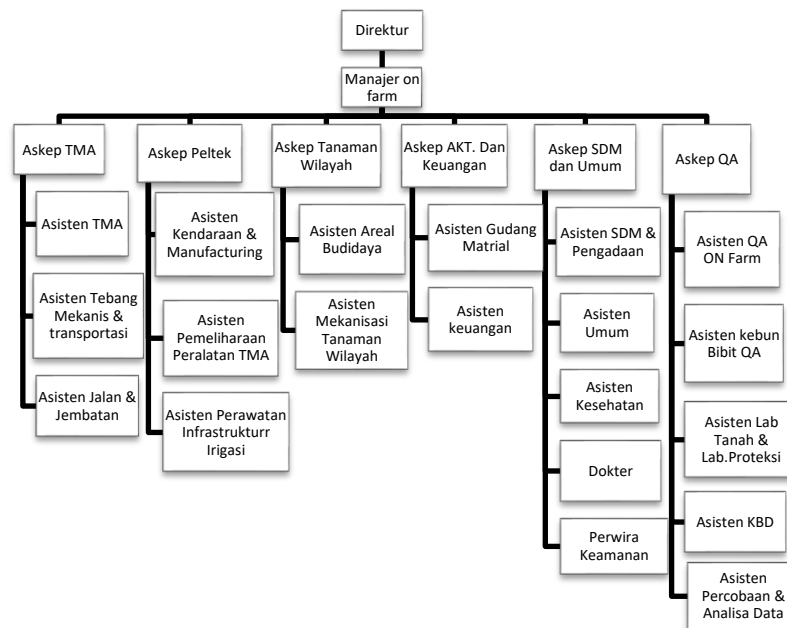 Direktur
Manajer on
farm
Askep TMA
Askep Peltek
Askep Tanaman
Wilayah
Askep AKT. Dan
Keuangan
Askep SDM
dan Umum
Askep QA
Asisten TMA
Asisten Tebang
Mekanis &
transportasi
Asisten Jalan &
Jembatan
Asisten
Kendaraan &
Manufacturing
Asisten
Pemeliharaan
Peralatan TMA
Asisten Perawatan
Infrastrukturr
Irigasi
Asisten Areal
Budidaya
Asisten
Mekanisasi
Tanaman
Wilayah
Asisten Gudang
Matrial
Asisten
keuangan
Asisten SDM &
Pengadaan
Asisten
Umum
Asisten
Kesehatan
Dokter
Perwira
Keamanan
Asisten QA
ON Farm
Asisten kebun
Bibit QA
Asisten Lab
Tanah &
Lab.Proteksi
Asisten KBD
Asisten
Percobaan &
Analisa Data